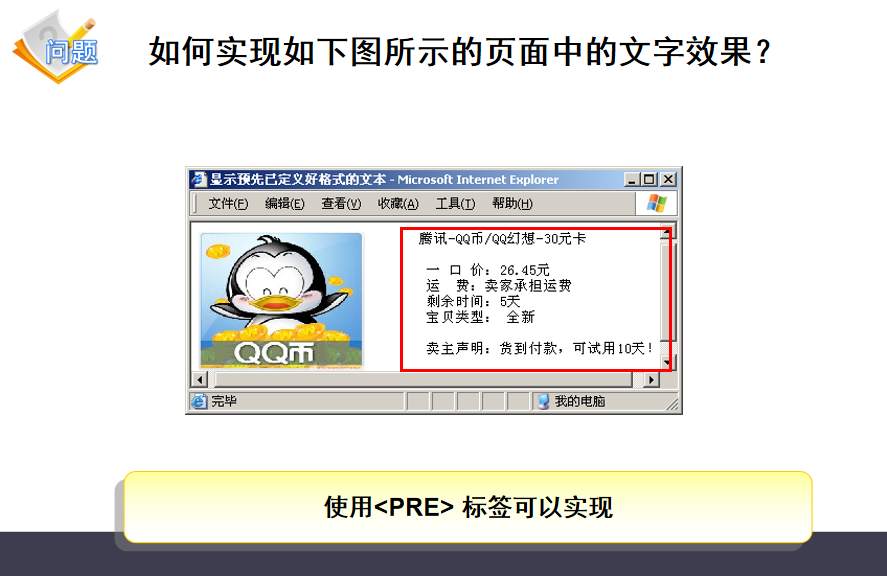 问题
如何实现如下图所示的页面中的文字效果？
显示预先已定义好格式的文本 - Microsoft Internet Explorer
文件(F) 编辑(E) 查看(V) 收藏(A) 工具(T) 帮助(H)
腾讯-QQ币/QQ幻想-30元卡
一 口 价：26.45元
运　费：卖家承担运费
剩余时间：5天
宝贝类型： 全新
卖主声明：货到付款，可试用10天！
QQ币
完毕
我的电脑
使用<PRE> 标签可以实现